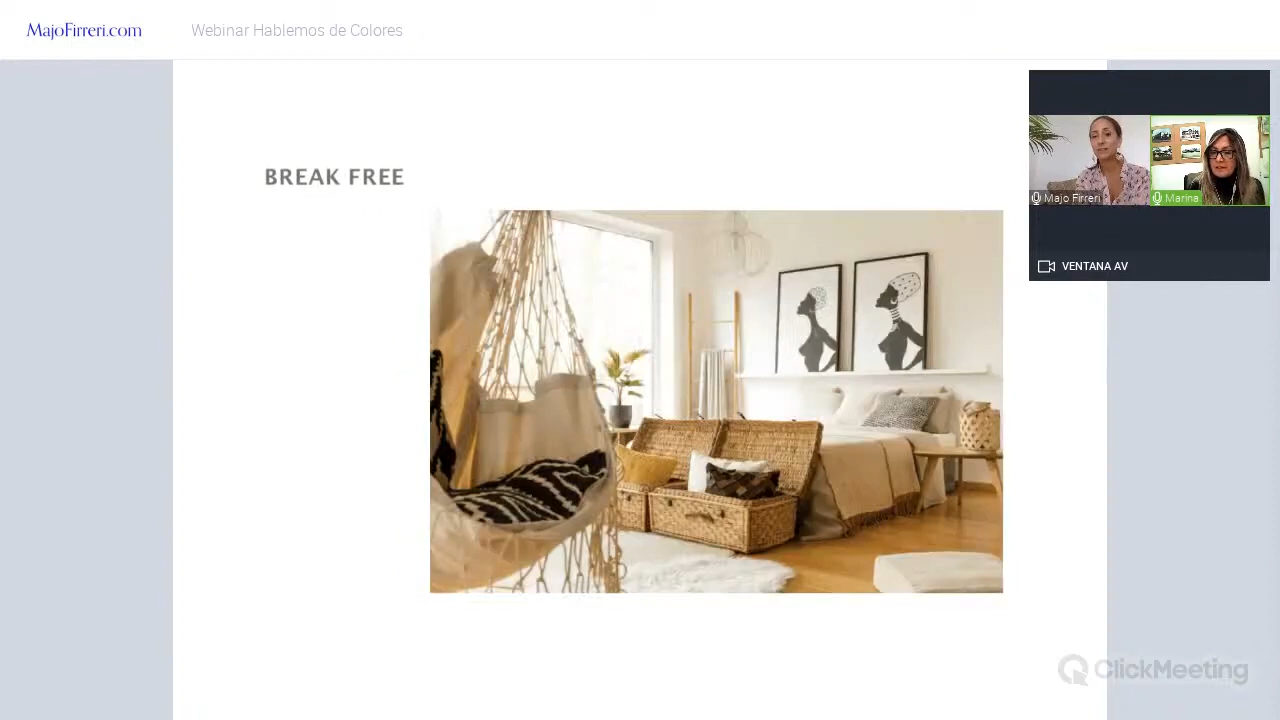 MajoFirreri.com
Webinar Hablemos de Colores
BREAK FREE
Majo Firreri
Marina
VENTANA AV
ClickMeeting